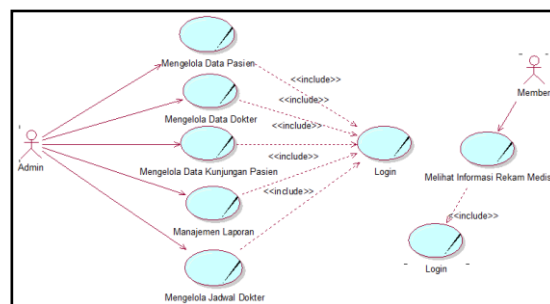 Mengelola Data Pasien
<<include>>
Mengelola Data Dokter
<<include>>
Admin
Mengelola Data Kunjungan Pasien
<<include>>
Login
Manajemen Laporan
<<include>>
Mengelola Jadwal Dokter
Member
Melihat Informasi Rekam Medis
<<include>>
Login